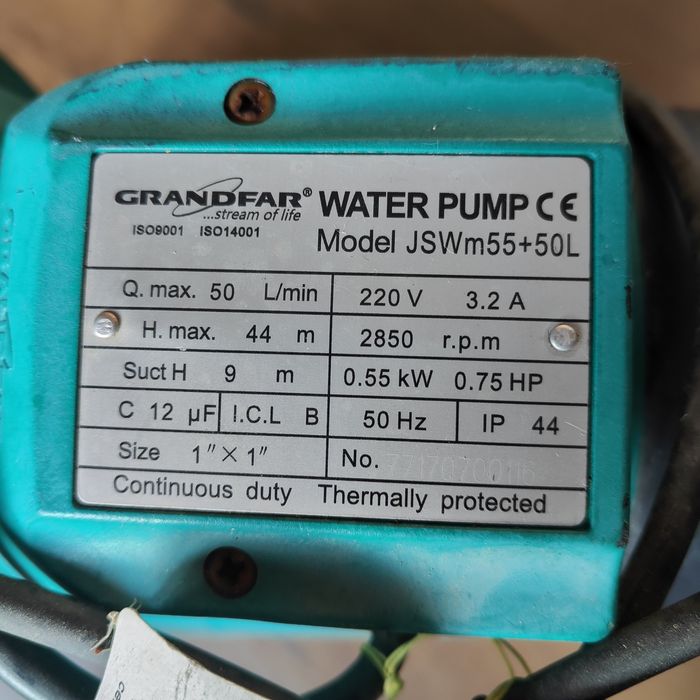 GRANDFAR® WATER PUMP CE
...stream of life
ISO9001 ISO14001 Model JSWm55+50L
Q. max. 50 L/min 220 V 3.2 A
H. max. 44 m 2850 r.p.m
Suct H 9 m 0.55 kW 0.75 HP
C 12 µF I.C.L B 50 Hz IP 44
Size 1″×1″ No.
Continuous duty Thermally protected